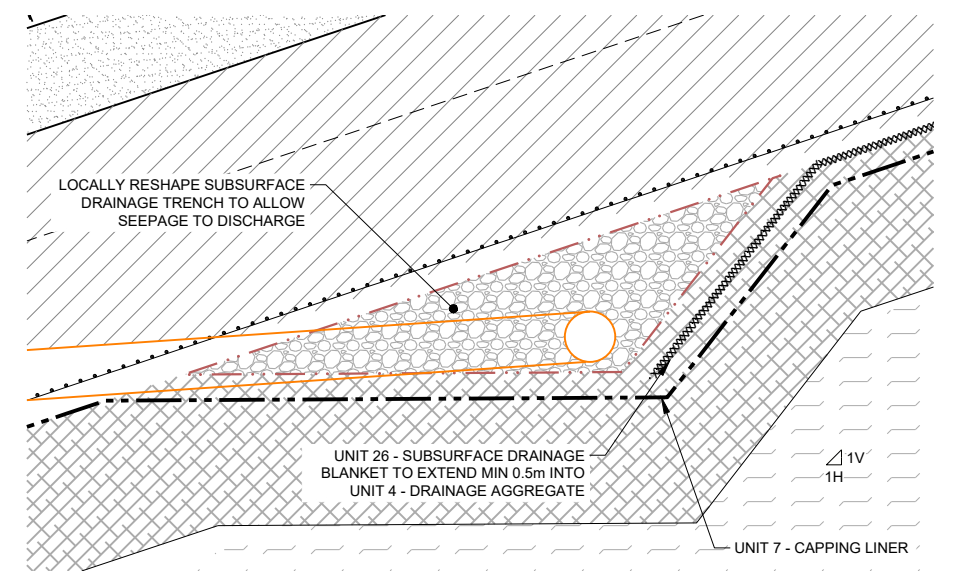 LOCALLY RESHAPE SUBSURFACE
DRAINAGE TRENCH TO ALLOW
SEEPAGE TO DISCHARGE
UNIT 26 - SUBSURFACE DRAINAGE
BLANKET TO EXTEND MIN 0.5m INTO
UNIT 4 - DRAINAGE AGGREGATE
1V
1H
UNIT 7 - CAPPING LINER